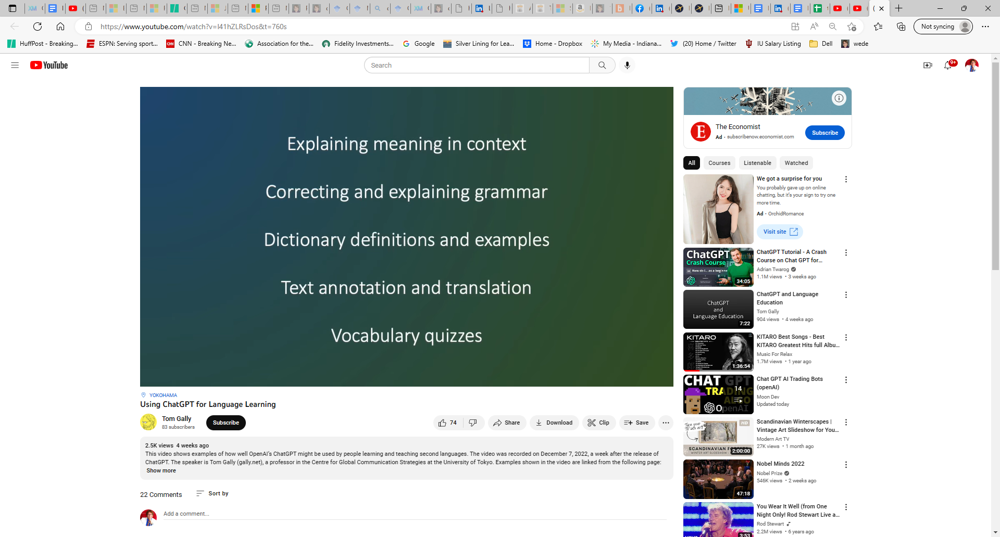 https://www.youtube.com/watch?v=I41hZLRsDos&t=760s
Not syncing
HuffPost - Breaking...
ESPN: Serving sport...
CNN - Breaking Ne...
Association for the...
Fidelity Investments...
Google
Silver Lining for Lea...
Home - Dropbox
My Media - Indiana...
(20) Home / Twitter
IU Salary Listing
Dell
wede
YouTube
Search
9+
Explaining meaning in context
Correcting and explaining grammar
Dictionary definitions and examples
Text annotation and translation
Vocabulary quizzes
YOKOHAMA
Using ChatGPT for Language Learning
Tom Gally
83 subscribers
Subscribe
74
Share
Download
Clip
Save
2.5K views 4 weeks ago
This video shows examples of how well OpenAI's ChatGPT might be used by people learning and teaching second languages. The video was recorded on December 7, 2022, a week after the release of
ChatGPT. The speaker is Tom Gally (gally.net), a professor in the Centre for Global Communication Strategies at the University of Tokyo. Examples shown in the video are linked from the following page:
Show more
22 Comments
Sort by
Add a comment...
The Economist
Ad · subscribenow.economist.com
Subscribe
All
Courses
Listenable
Watched
We got a surprise for you
You probably gave up on online
chatting, but it's your sign to try one
more time.
Ad · OrchidRomance
Visit site
ChatGPT
Crash Course
How do I... as a beginne
34:05
ChatGPT Tutorial - A Crash
Course on Chat GPT for...
Adrian Twarog
1.1M views • 3 weeks ago
ChatGPT
and
Language Education
7:22
ChatGPT and Language
Education
Tom Gally
904 views • 4 weeks ago
KITARO
喜多郎
1:36:54
KITARO Best Songs - Best
KITARO Greatest Hits full Albu...
Music For Relax
1.7M views • 1 year ago
CHAT GPT
TRADING
ALGO
OpenAI
14
Chat GPT AI Trading Bots
(openAI)
Moon Dev
Updated today
Turn your
TV into art!
HD
2:00:00
Scandinavian Winterscapes |
Vintage Art Slideshow for You...
Modern Art TV
27K views • 1 month ago
47:18
Nobel Minds 2022
Nobel Prize
546K views • 2 weeks ago
3:53
You Wear It Well (from One
Night Only! Rod Stewart Live a...
Rod Stewart
2.2M views • 6 years ago